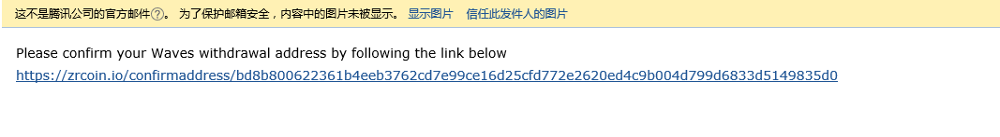 这不是腾讯公司的官方邮件?。 为了保护邮箱安全，内容中的图片未被显示。 显示图片 信任此发件人的图片
Please confirm your Waves withdrawal address by following the link below
https://zrcoin.io/confirmaddress/bd8b800622361b4eeb3762cd7e99ce16d25cfd772e2620ed4c9b004d799d6833d5149835d0